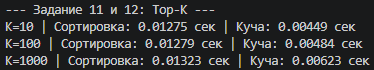 --- Задание 11 и 12: Top-K ---
K=10 | Сортировка: 0.01275 сек | Куча: 0.00449 сек
K=100 | Сортировка: 0.01279 сек | Куча: 0.00484 сек
K=1000 | Сортировка: 0.01323 сек | Куча: 0.00623 сек